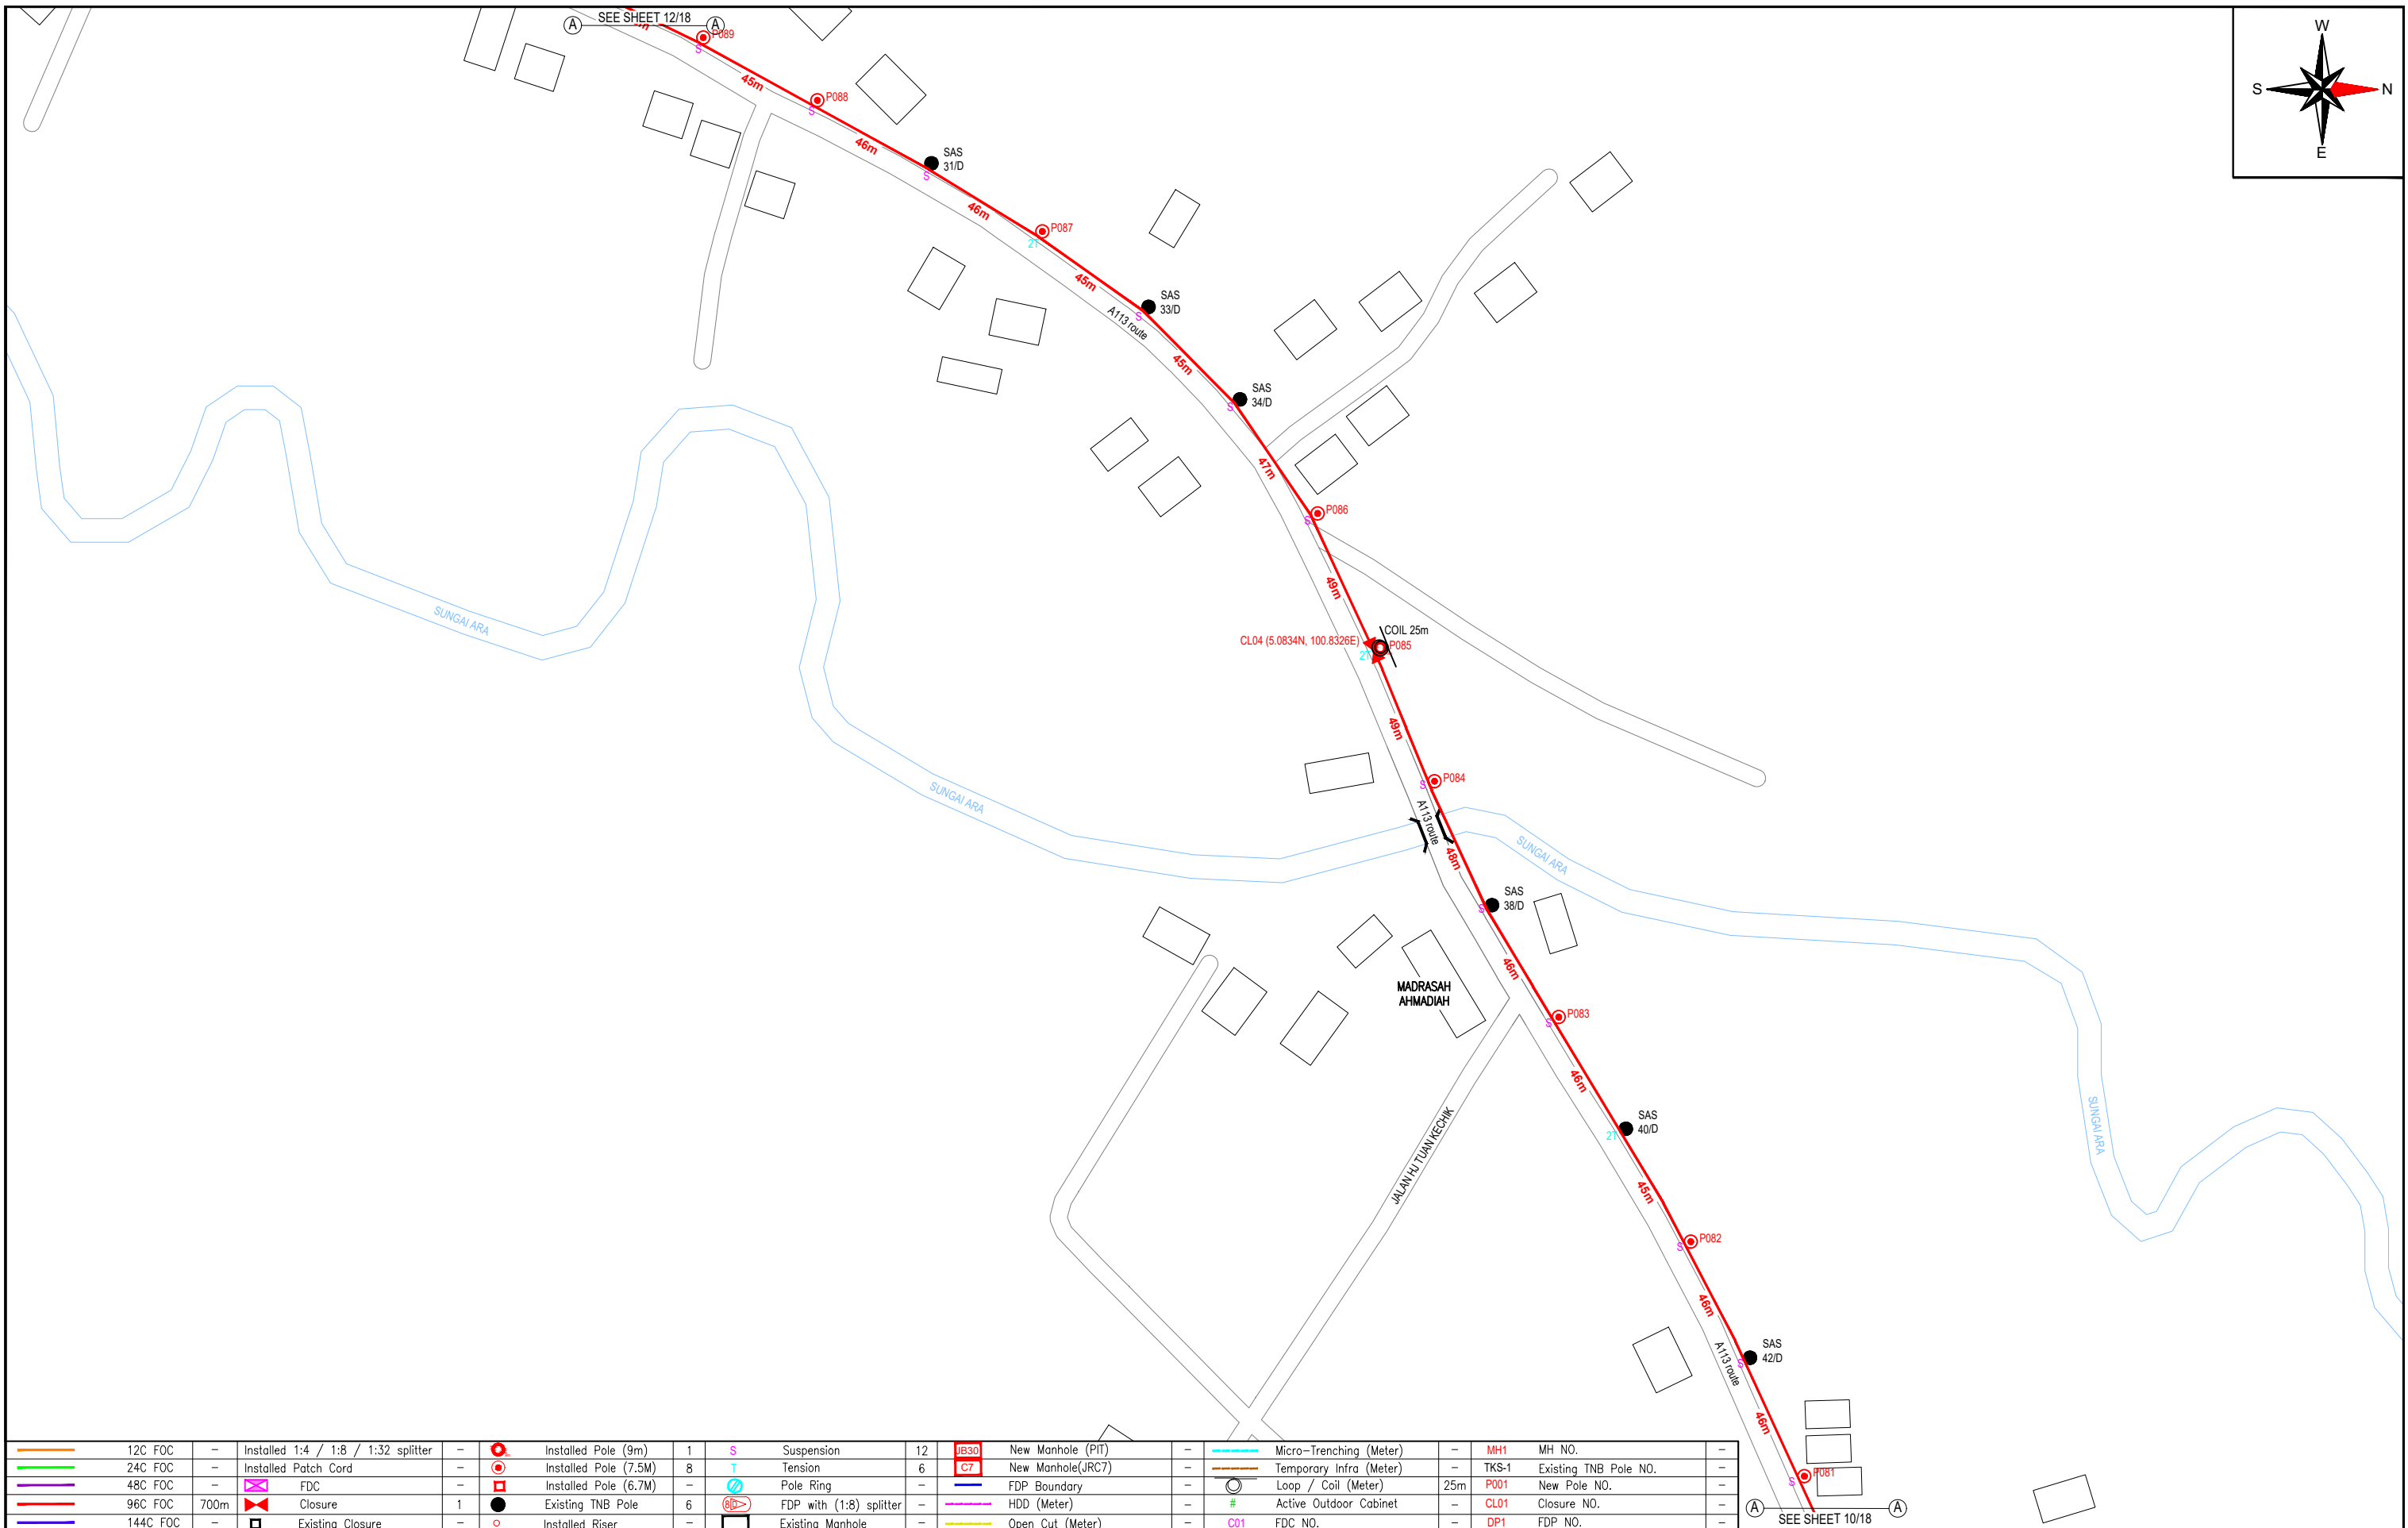 SEE SHEET 12/18
A
A
P089
S
45m
P088
S
46m
SAS
31/D
S
46m
P087
2T
45m
SAS
33/D
S
A113 route
45m
SAS
34/D
S
47m
P086
S
49m
COIL 25m
CL04 (5.0834N, 100.8326E)
P085
2T
49m
P084
S
A113 route
48m
SAS
38/D
S
46m
P083
S
46m
SAS
40/D
2T
45m
P082
S
46m
SAS
42/D
S
A113 route
46m
P081
S
A
A
SEE SHEET 10/18
W
S
N
E
SUNGAI ARA
SUNGAI ARA
SUNGAI ARA
SUNGAI ARA
MADRASAH
AHMADIAH
JALAN HJ TUAN KECHIK
12C FOC - Installed 1:4 / 1:8 / 1:32 splitter - Installed Pole (9m) 1 S Suspension 12 JB30 New Manhole (PIT) - Micro-Trenching (Meter) - MH1 MH NO. -
24C FOC - Installed Patch Cord - Installed Pole (7.5M) 8 T Tension 6 C7 New Manhole(JRC7) - Temporary Infra (Meter) - TKS-1 Existing TNB Pole NO. -
48C FOC - FDC - Installed Pole (6.7M) - Pole Ring - FDP Boundary - Loop / Coil (Meter) 25m P001 New Pole NO. -
96C FOC 700m Closure 1 Existing TNB Pole 6 FDP with (1:8) splitter - HDD (Meter) - # Active Outdoor Cabinet - CL01 Closure NO. -
144C FOC - Existing Closure - Installed Riser - Existing Manhole - Open Cut (Meter) - C01 FDC NO. - DP1 FDP NO. -